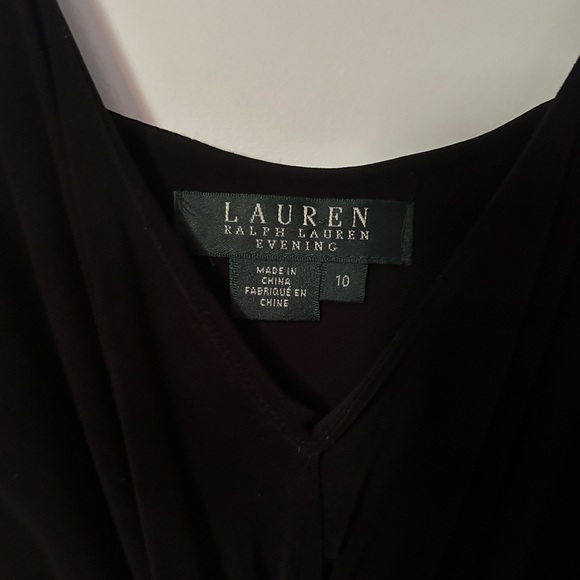 LAUREN
RALPH LAUREN
EVENING
MADE IN
CHINA
FABRIQUÉ EN
CHINE
10